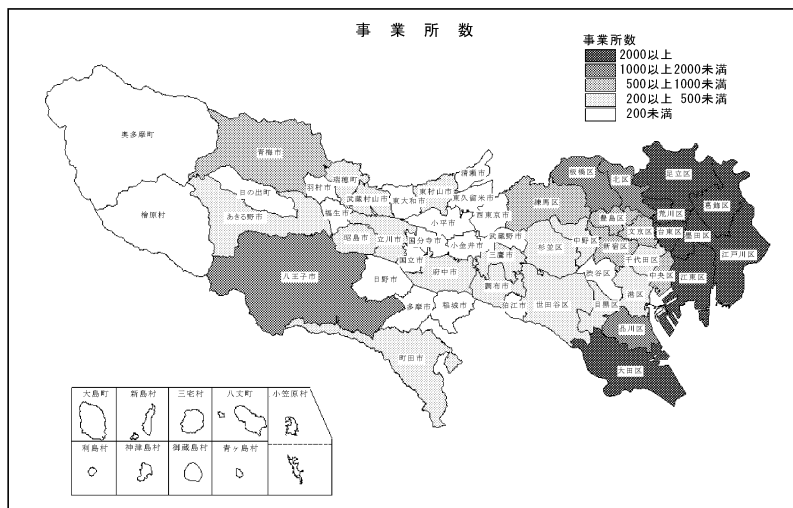 事業所数
事業所数
2000以上
1000以上2000未満
500以上1000未満
200以上 500未満
200未満
奥多摩町
青梅市
檜原村
日の出町
あきる野市
羽村市
瑞穂町
福生市
武蔵村山市
東大和市
東村山市
清瀬市
東久留米市
昭島市
立川市
小平市
西東京市
国分寺市
小金井市
武蔵野市
三鷹市
国立市
府中市
調布市
狛江市
八王子市
日野市
多摩市
稲城市
町田市
練馬区
板橋区
北区
足立区
豊島区
文京区
荒川区
台東区
葛飾区
墨田区
杉並区
中野区
新宿区
千代田区
江戸川区
渋谷区
中央区
江東区
世田谷区
目黒区
港区
品川区
大田区
大島町
新島村
三宅村
八丈町
小笠原村
利島村
神津島村
御蔵島村
青ヶ島村